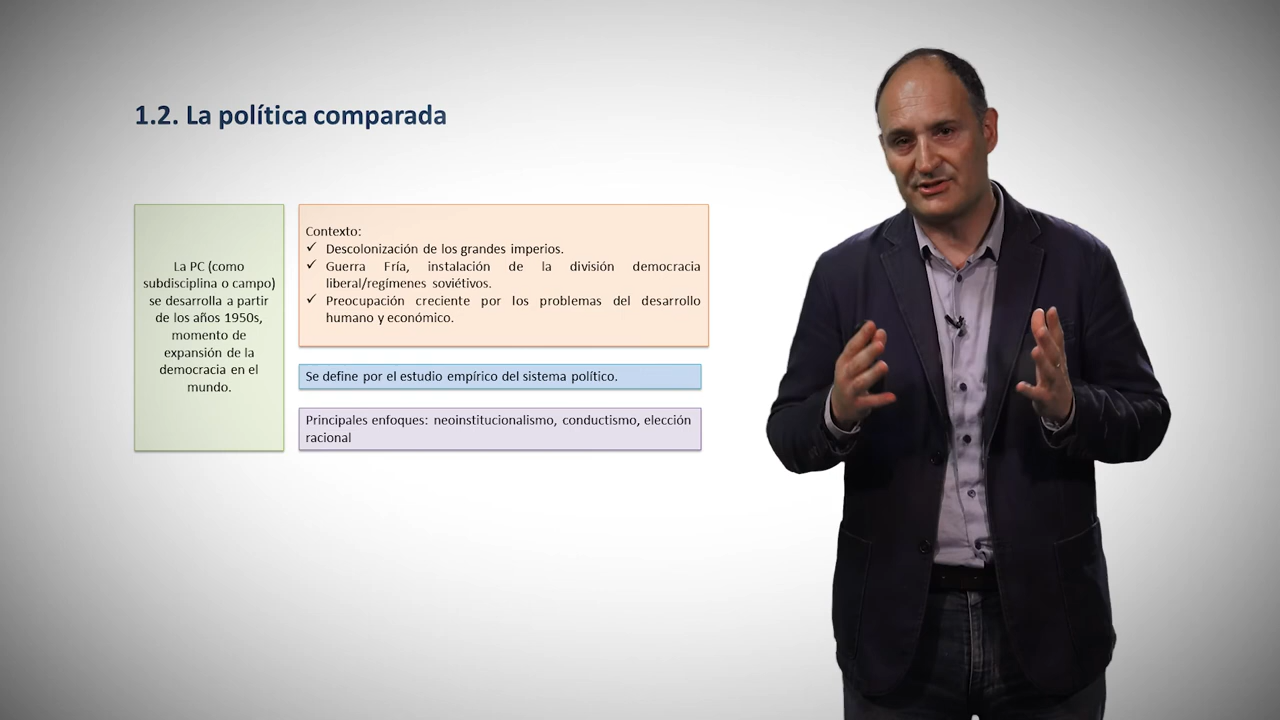 1.2. La política comparada
La PC (como
subdisciplina o campo)
se desarrolla a partir
de los años 1950s,
momento de
expansión de la
democracia en el
mundo.
Contexto:
✓ Descolonización de los grandes imperios.
✓ Guerra Fría, instalación de la división democracia
liberal/regímenes soviétivos.
✓ Preocupación creciente por los problemas del desarrollo
humano y económico.
Se define por el estudio empírico del sistema político.
Principales enfoques: neoinstitucionalismo, conductismo, elección
racional